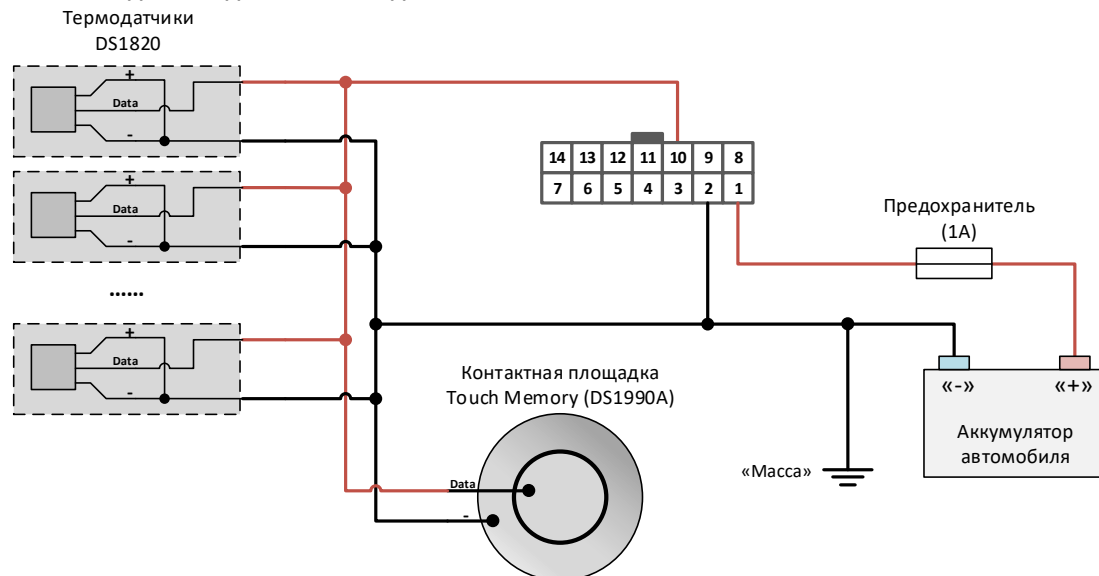 Термодатчики
DS1820
+
Data
-
+
Data
-
......
+
Data
-
14 13 12 11 10 9 8
7 6 5 4 3 2 1
Предохранитель
(1А)
Контактная площадка
Touch Memory (DS1990A)
Data
-
«Масса»
«-» «+»
Аккумулятор
автомобиля